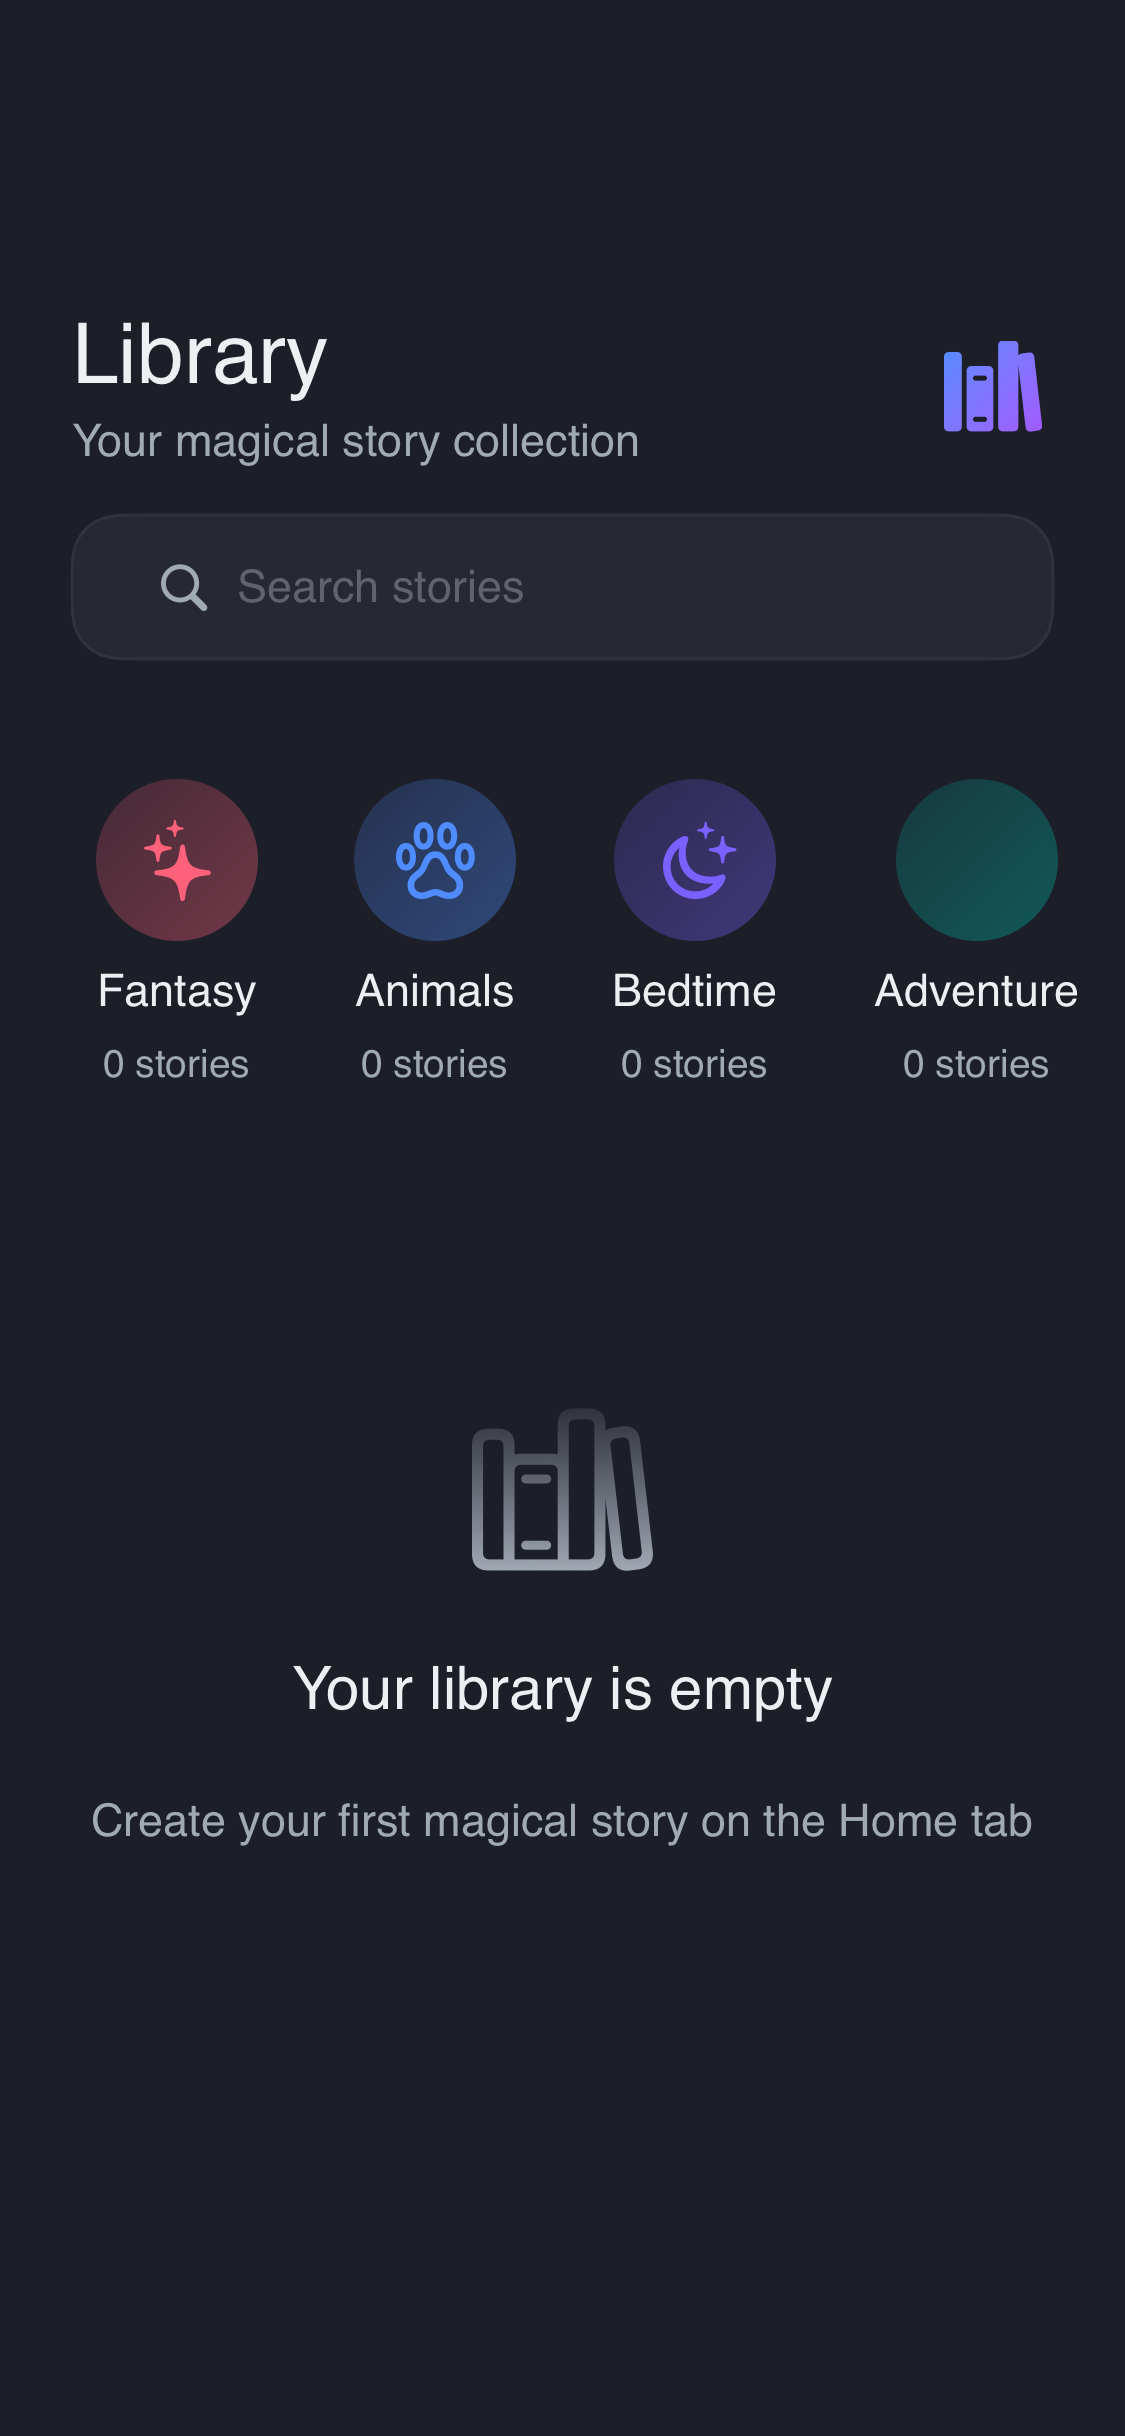 Library
Your magical story collection
Search stories
Fantasy
Animals
Bedtime
Adventure
0 stories
0 stories
0 stories
0 stories
Your library is empty
Create your first magical story on the Home tab